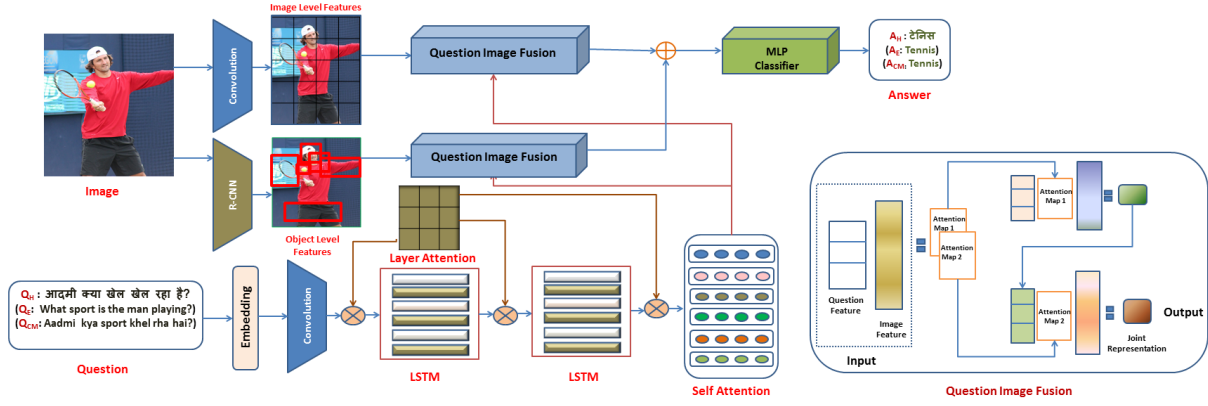 Image Level Features
Convolution
Question Image Fusion
MLP
Classifier
A_H : टेनिस
(A_E: Tennis)
(A_CM: Tennis)
Answer
Image
R-CNN
Object Level
Features
Question Image Fusion
Layer Attention
Q_H : आदमी क्या खेल खेल रहा है?
(Q_E: What sport is the man playing?)
(Q_CM: Aadmi kya sport khel rha hai?)
Question
Embedding
Convolution
LSTM
LSTM
Self Attention
Question
Feature
Image
Feature
Input
Attention
Map 1
Attention
Map 2
Attention
Map 1
Attention
Map 2
Joint
Representation
Output
Question Image Fusion